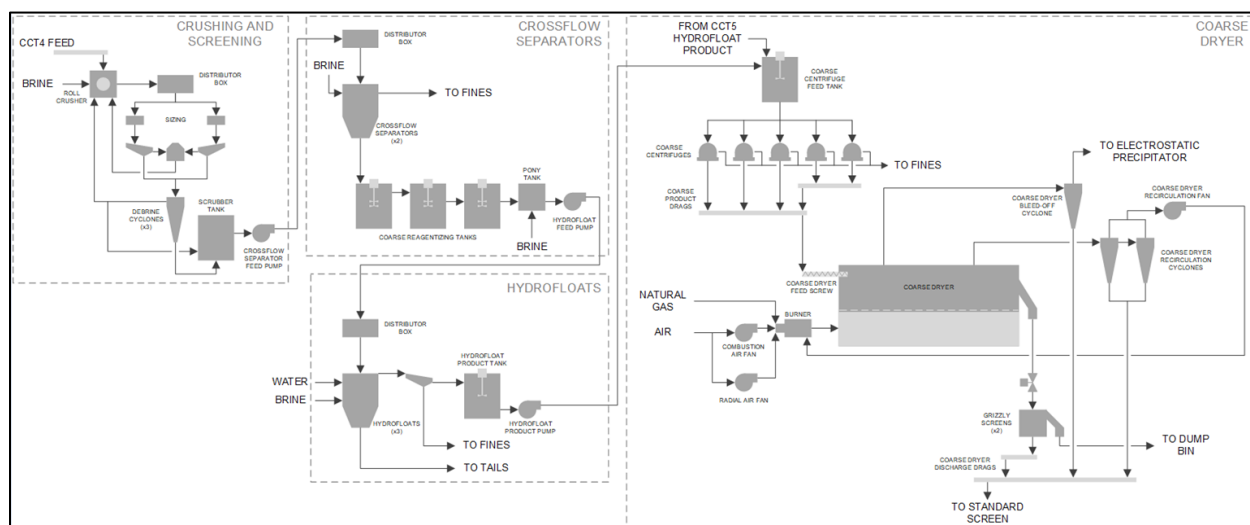 CRUSHING AND
SCREENING
CCT4 FEED
BRINE
ROLL
CRUSHER
DISTRIBUTOR
BOX
SIZING
DEBRINE
CYCLONES
(x3)
SCRUBBER
TANK
CROSSFLOW
SEPARATOR
FEED PUMP
CROSSFLOW
SEPARATORS
DISTRIBUTOR
BOX
BRINE
TO FINES
CROSSFLOW
SEPARATORS
(x2)
COARSE REAGENTIZING TANKS
PONY
TANK
BRINE
HYDROFLOAT
FEED PUMP
HYDROFLOATS
DISTRIBUTOR
BOX
WATER
BRINE
HYDROFLOATS
(x3)
HYDROFLOAT
PRODUCT TANK
HYDROFLOAT
PRODUCT PUMP
TO FINES
TO TAILS
COARSE
DRYER
FROM CCT5
HYDROFLOAT
PRODUCT
COARSE
CENTRIFUGE
FEED TANK
COARSE
CENTRIFUGES
TO FINES
COARSE
PRODUCT
DRAGS
COARSE DRYER
FEED SCREW
COARSE DRYER
NATURAL
GAS
AIR
BURNER
COMBUSTION
AIR FAN
RADIAL AIR FAN
TO ELECTROSTATIC
PRECIPITATOR
COARSE DRYER
BLEED-OFF
CYCLONE
COARSE DRYER
RECIRCULATION FAN
COARSE DRYER
RECIRCULATION
CYCLONES
GRIZZLY
SCREENS
(x2)
TO DUMP
BIN
COARSE DRYER
DISCHARGE DRAGS
TO STANDARD
SCREEN